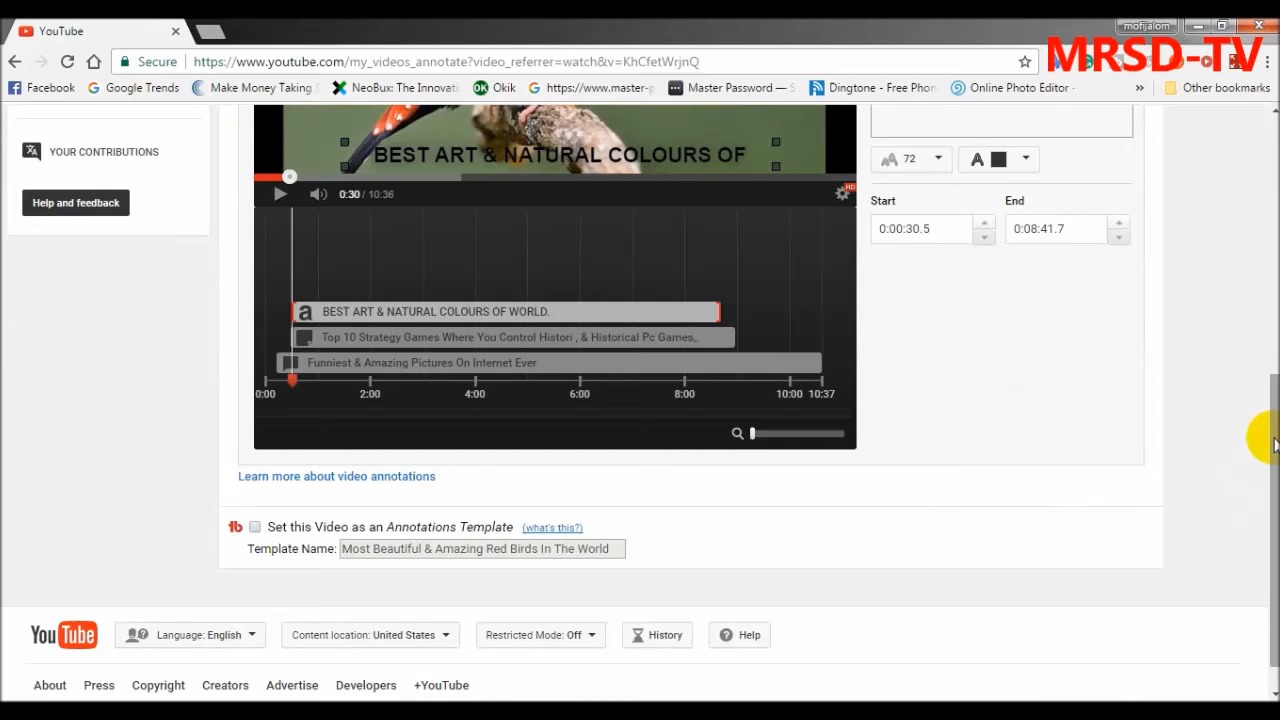 YouTube
mofijalom
MRSD-TV
Secure https://www.youtube.com/my_videos_annotate?video_referrer=watch&v=KhCfetWrjnQ
Facebook Google Trends Make Money Taking NeoBux: The Innovat Okik https://www.master-p Master Password — S Dingtone - Free Phon Online Photo Editor - » Other bookmarks
YOUR CONTRIBUTIONS
Help and feedback
BEST ART & NATURAL COLOURS OF
0:30 / 10:36
HD
A 72
A
Start End
0:00:30.5 0:08:41.7
a BEST ART & NATURAL COLOURS OF WORLD.
Top 10 Strategy Games Where You Control Histori , & Historical Pc Games,.
Funniest & Amazing Pictures On Internet Ever
0:00 2:00 4:00 6:00 8:00 10:00 10:37
Learn more about video annotations
tb Set this Video as an Annotations Template (what's this?)
Template Name: Most Beautiful & Amazing Red Birds In The World
YouTube Language: English Content location: United States Restricted Mode: Off History Help
About Press Copyright Creators Advertise Developers +YouTube